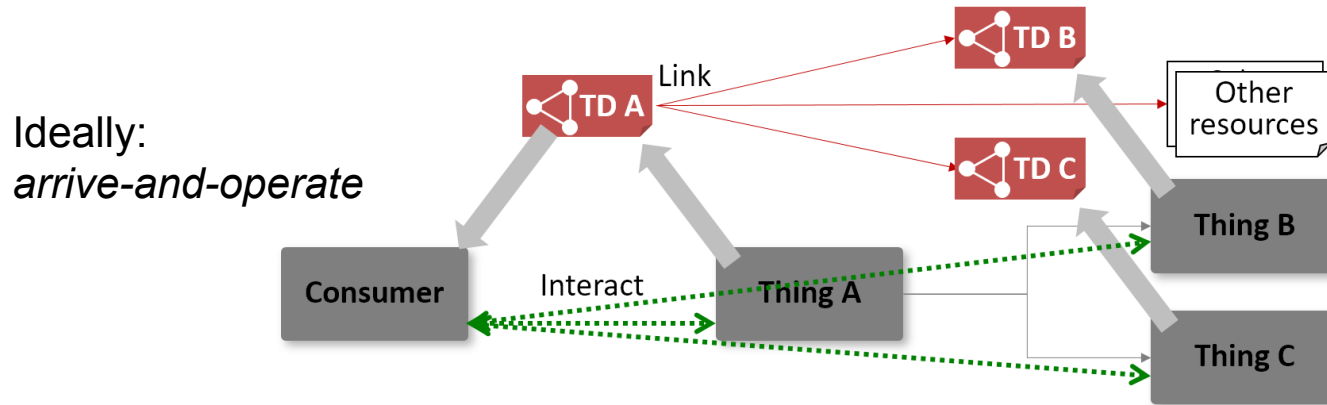 Ideally:
arrive-and-operate
TD A
Link
TD B
TD C
Other
resources
Consumer
Interact
Thing A
Thing B
Thing C